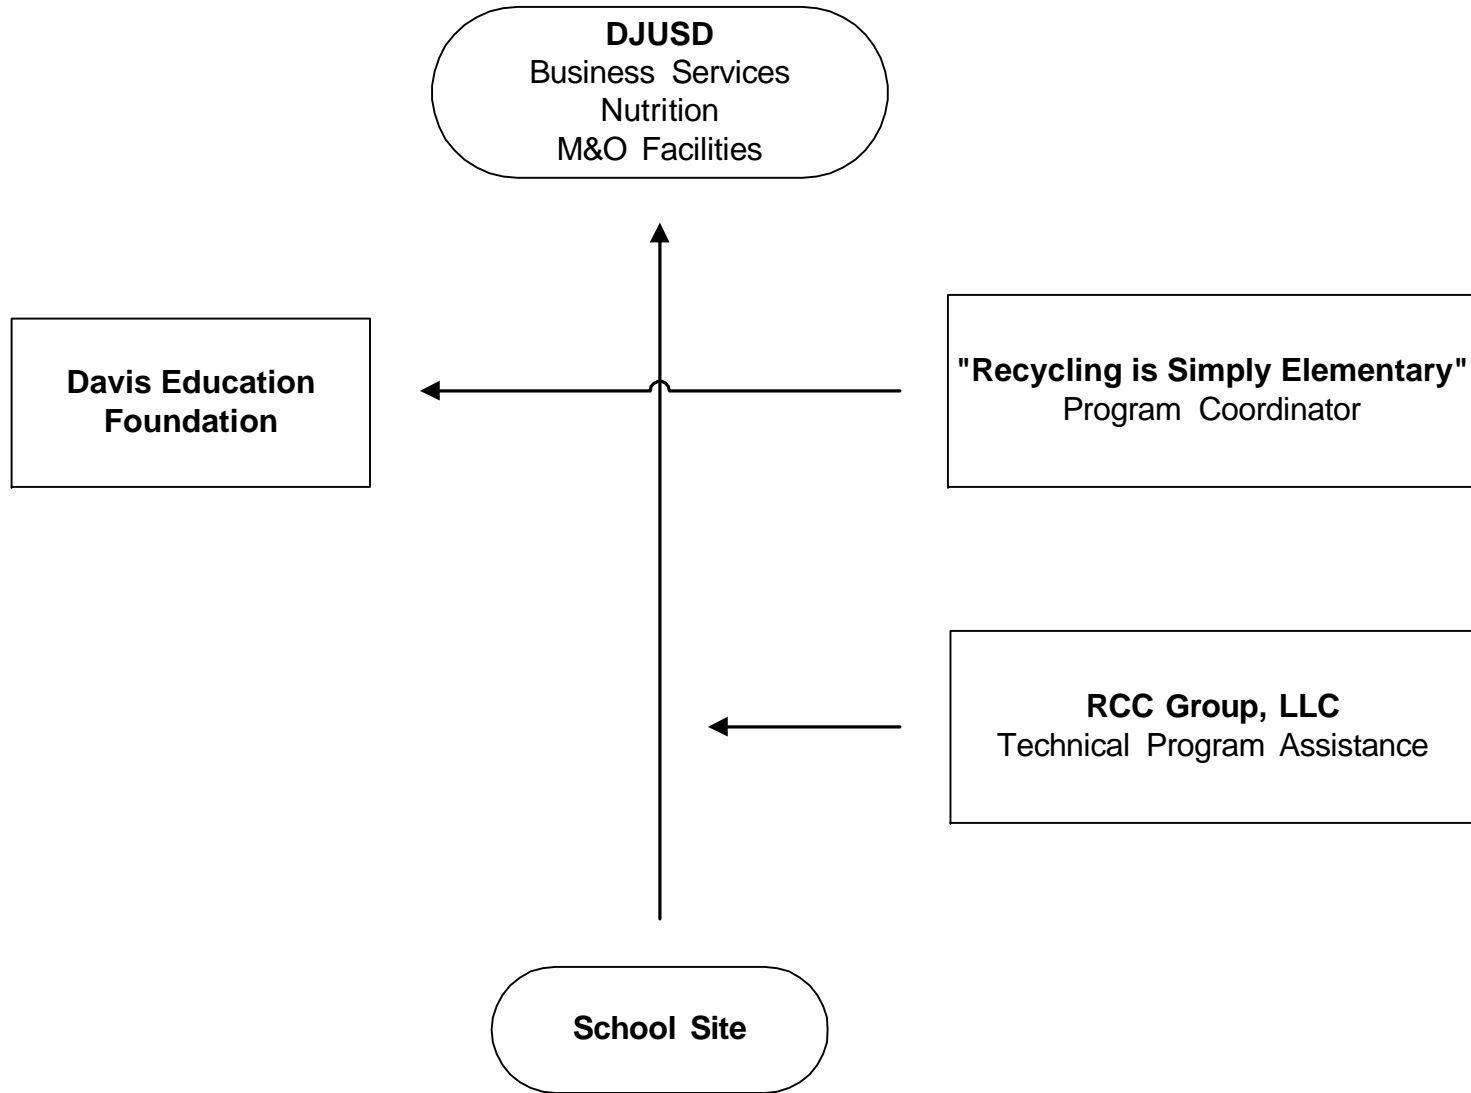 DJUSD
Business Services
Nutrition
M&O Facilities
Davis Education
Foundation
"Recycling is Simply Elementary"
Program Coordinator
RCC Group, LLC
Technical Program Assistance
School Site